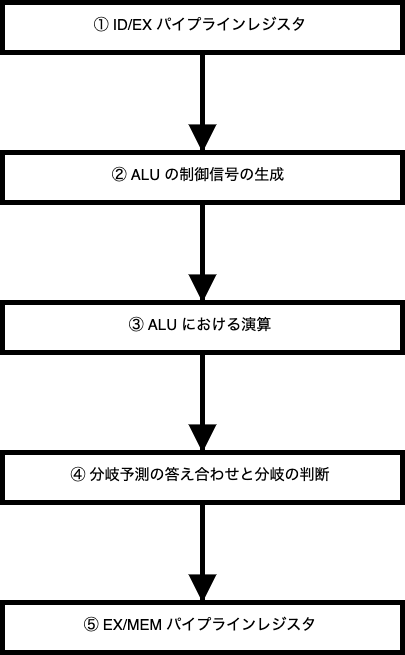 ① ID/EX パイプラインレジスタ
② ALU の制御信号の生成
③ ALU における演算
④ 分岐予測の答え合わせと分岐の判断
⑤ EX/MEM パイプラインレジスタ